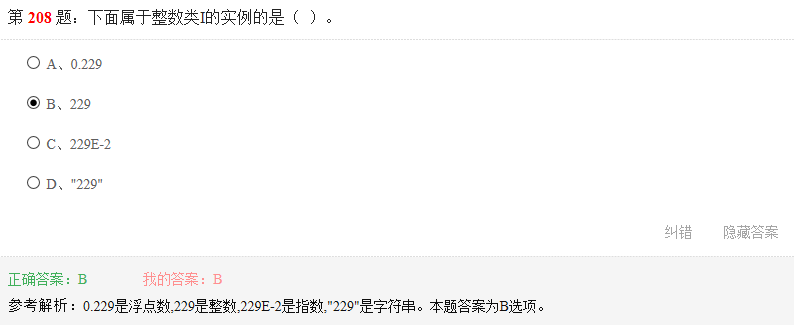 第 208 题：下面属于整数类I的实例的是（  ）。
A、0.229
B、229
C、229E-2
D、"229"
纠错 隐藏答案
正确答案：B 我的答案：B
参考解析：0.229是浮点数,229是整数,229E-2是指数,"229"是字符串。本题答案为B选项。